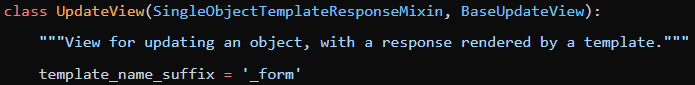 class UpdateView(SingleObjectTemplateResponseMixin, BaseUpdateView):
"""View for updating an object, with a response rendered by a template."""
template_name_suffix = '_form'